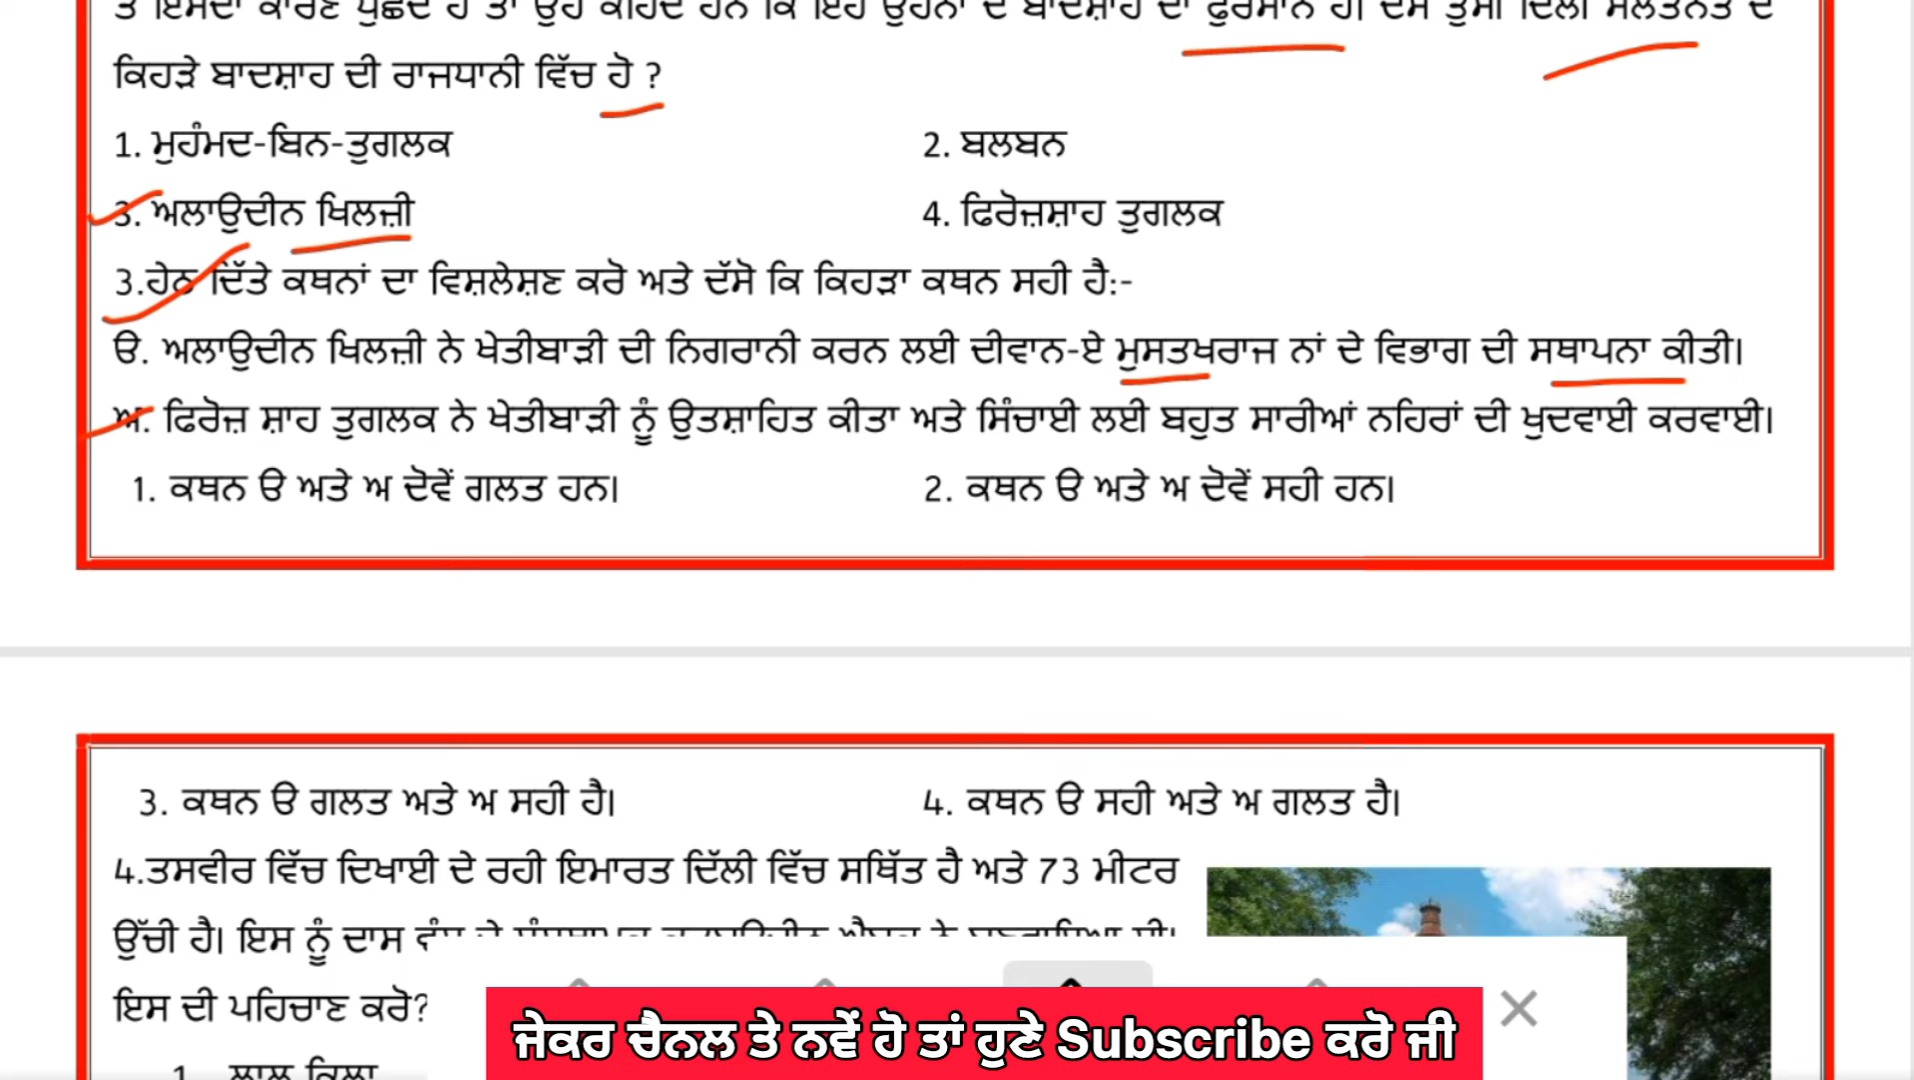 ਕਿਹੜੇ ਬਾਦਸ਼ਾਹ ਦੀ ਰਾਜਧਾਨੀ ਵਿੱਚ ਹੋ ?
1. ਮੁਹੰਮਦ-ਬਿਨ-ਤੁਗਲਕ 2. ਬਲਬਨ
3. ਅਲਾਉਦੀਨ ਖਿਲਜ਼ੀ 4. ਫਿਰੋਜ਼ਸ਼ਾਹ ਤੁਗਲਕ
3.ਹੇਠ ਦਿੱਤੇ ਕਥਨਾਂ ਦਾ ਵਿਸ਼ਲੇਸ਼ਣ ਕਰੋ ਅਤੇ ਦੱਸੋ ਕਿ ਕਿਹੜਾ ਕਥਨ ਸਹੀ ਹੈ:-
ੳ. ਅਲਾਉਦੀਨ ਖਿਲਜ਼ੀ ਨੇ ਖੇਤੀਬਾੜੀ ਦੀ ਨਿਗਰਾਨੀ ਕਰਨ ਲਈ ਦੀਵਾਨ-ਏ ਮੁਸਤਖਰਾਜ ਨਾਂ ਦੇ ਵਿਭਾਗ ਦੀ ਸਥਾਪਨਾ ਕੀਤੀ।
ਅ. ਫਿਰੋਜ਼ ਸ਼ਾਹ ਤੁਗਲਕ ਨੇ ਖੇਤੀਬਾੜੀ ਨੂੰ ਉਤਸ਼ਾਹਿਤ ਕੀਤਾ ਅਤੇ ਸਿੰਚਾਈ ਲਈ ਬਹੁਤ ਸਾਰੀਆਂ ਨਹਿਰਾਂ ਦੀ ਖੁਦਵਾਈ ਕਰਵਾਈ।
1. ਕਥਨ ੳ ਅਤੇ ਅ ਦੋਵੇਂ ਗਲਤ ਹਨ। 2. ਕਥਨ ੳ ਅਤੇ ਅ ਦੋਵੇਂ ਸਹੀ ਹਨ।
3. ਕਥਨ ੳ ਗਲਤ ਅਤੇ ਅ ਸਹੀ ਹੈ। 4. ਕਥਨ ੳ ਸਹੀ ਅਤੇ ਅ ਗਲਤ ਹੈ।
4.ਤਸਵੀਰ ਵਿੱਚ ਦਿਖਾਈ ਦੇ ਰਹੀ ਇਮਾਰਤ ਦਿੱਲੀ ਵਿੱਚ ਸਥਿੱਤ ਹੈ ਅਤੇ 73 ਮੀਟਰ
ਉੱਚੀ ਹੈ। ਇਸ ਨੂੰ ਦਾਸ
ਇਸ ਦੀ ਪਹਿਚਾਣ ਕਰੋ?
ਜੇਕਰ ਚੈਨਲ ਤੇ ਨਵੇਂ ਹੋ ਤਾਂ ਹੁਣੇ Subscribe ਕਰੋ ਜੀ